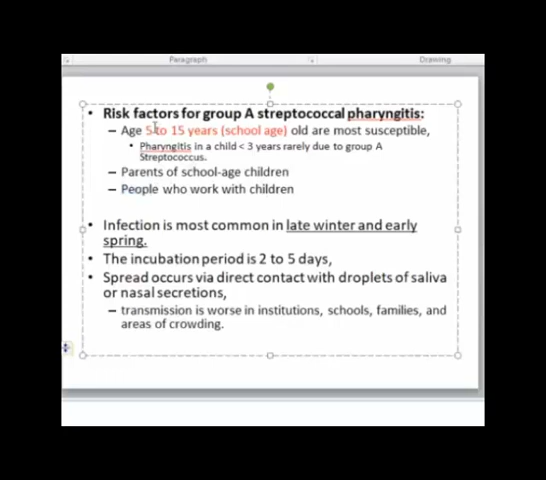 Paragraph
Drawing
• Risk factors for group A streptococcal pharyngitis:
– Age 5 to 15 years (school age) old are most susceptible,
• Pharyngitis in a child < 3 years rarely due to group A
Streptococcus.
– Parents of school-age children
– People who work with children
• Infection is most common in late winter and early
spring.
• The incubation period is 2 to 5 days,
• Spread occurs via direct contact with droplets of saliva
or nasal secretions,
– transmission is worse in institutions, schools, families, and
areas of crowding.